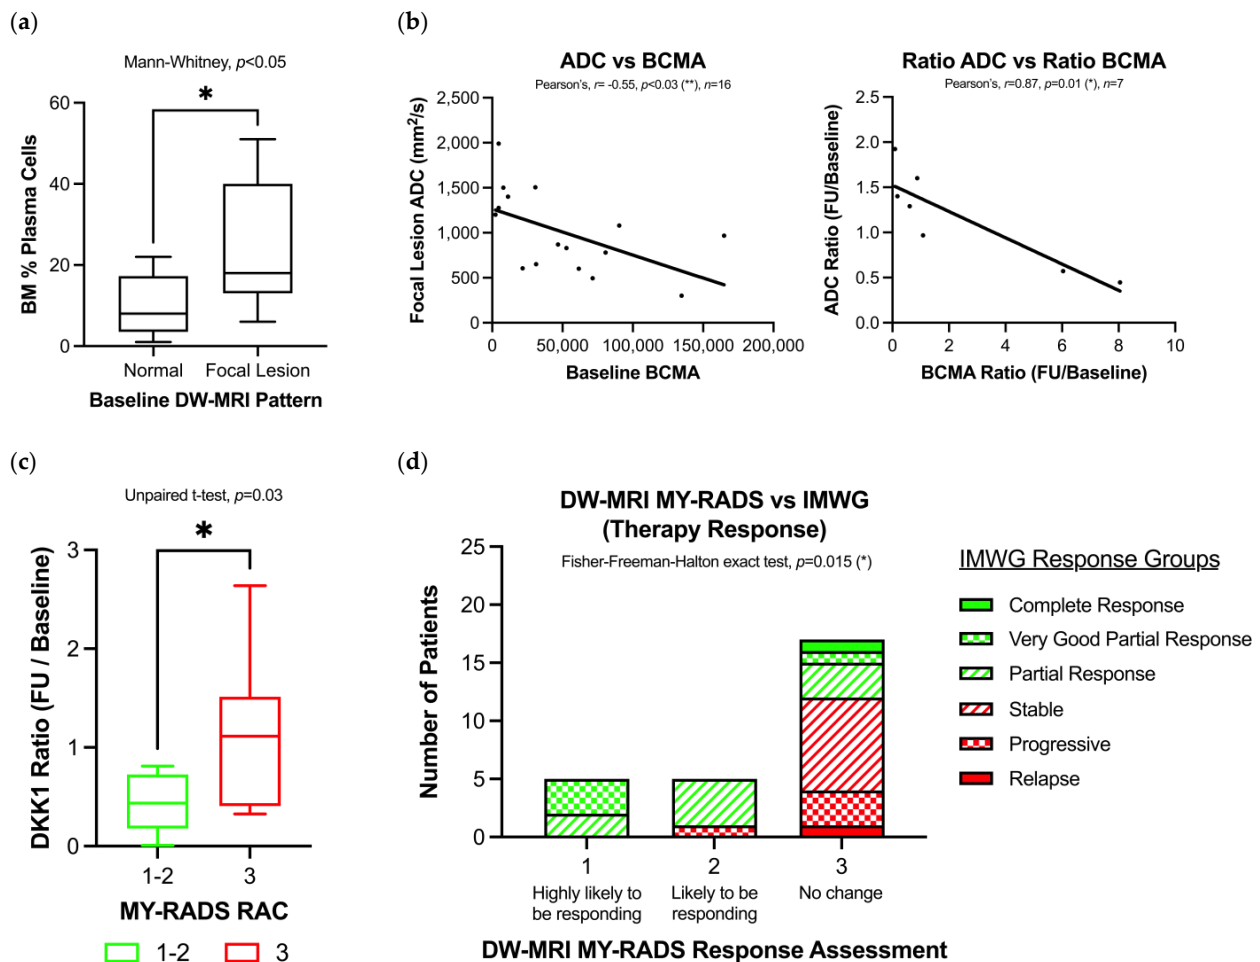 (a)
Mann-Whitney, p<0.05
*
BM % Plasma Cells
60
40
20
0
Normal
Focal Lesion
Baseline DW-MRI Pattern
(b)
ADC vs BCMA
Pearson's, r= -0.55, p<0.03 (**), n=16
Focal Lesion ADC (mm²/s)
2,500
2,000
1,500
1,000
500
0
0
50,000
100,000
150,000
200,000
Baseline BCMA
Ratio ADC vs Ratio BCMA
Pearson's, r=0.87, p=0.01 (*), n=7
ADC Ratio (FU/Baseline)
2.5
2.0
1.5
1.0
0.5
0.0
0
2
4
6
8
10
BCMA Ratio (FU/Baseline)
(c)
Unpaired t-test, p=0.03
*
DKK1 Ratio (FU / Baseline)
3
2
1
0
1-2
3
MY-RADS RAC
1-2
3
(d)
DW-MRI MY-RADS vs IMWG
(Therapy Response)
Fisher-Freeman-Halton exact test, p=0.015 (*)
Number of Patients
25
20
15
10
5
0
1
Highly likely to
be responding
2
Likely to be
responding
3
No change
DW-MRI MY-RADS Response Assessment
IMWG Response Groups
Complete Response
Very Good Partial Response
Partial Response
Stable
Progressive
Relapse